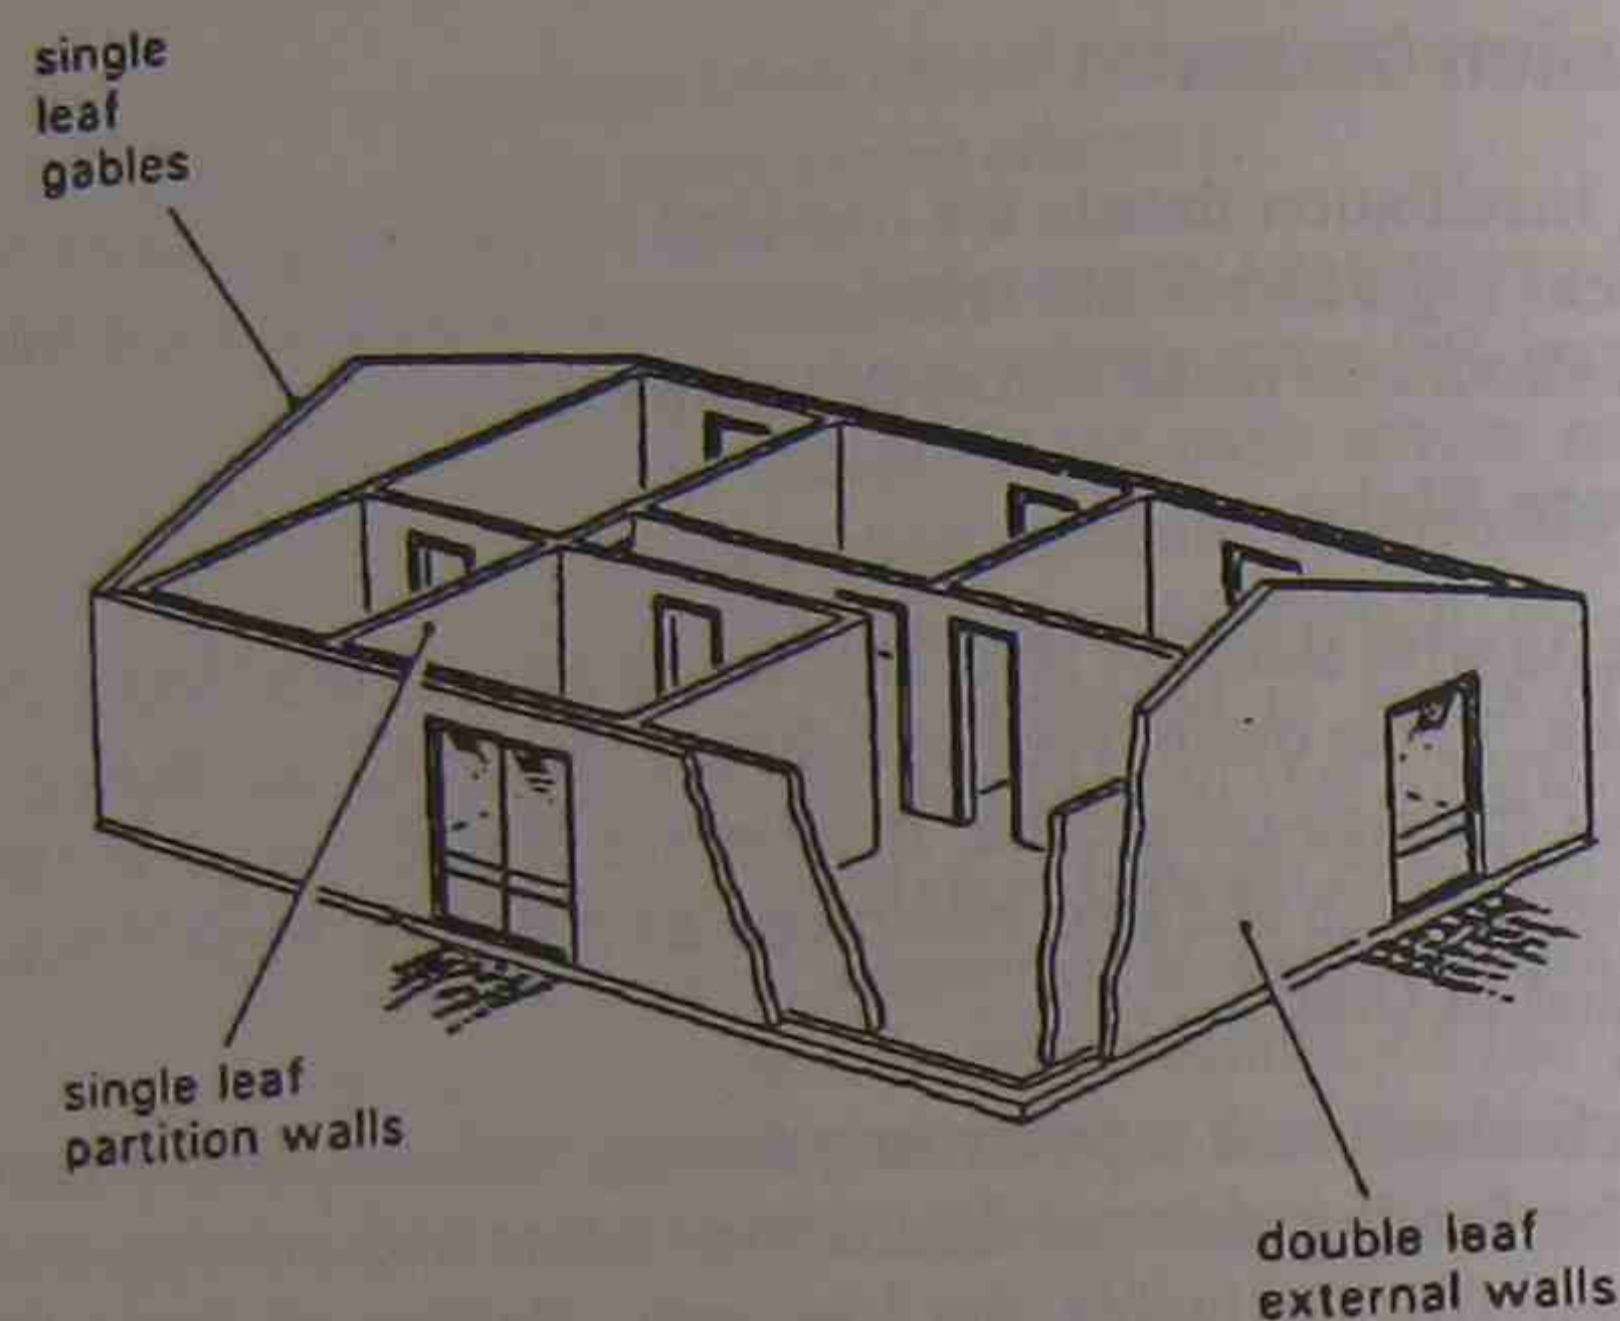 single
leaf
gables
single leaf
partition walls
double leaf
external walls